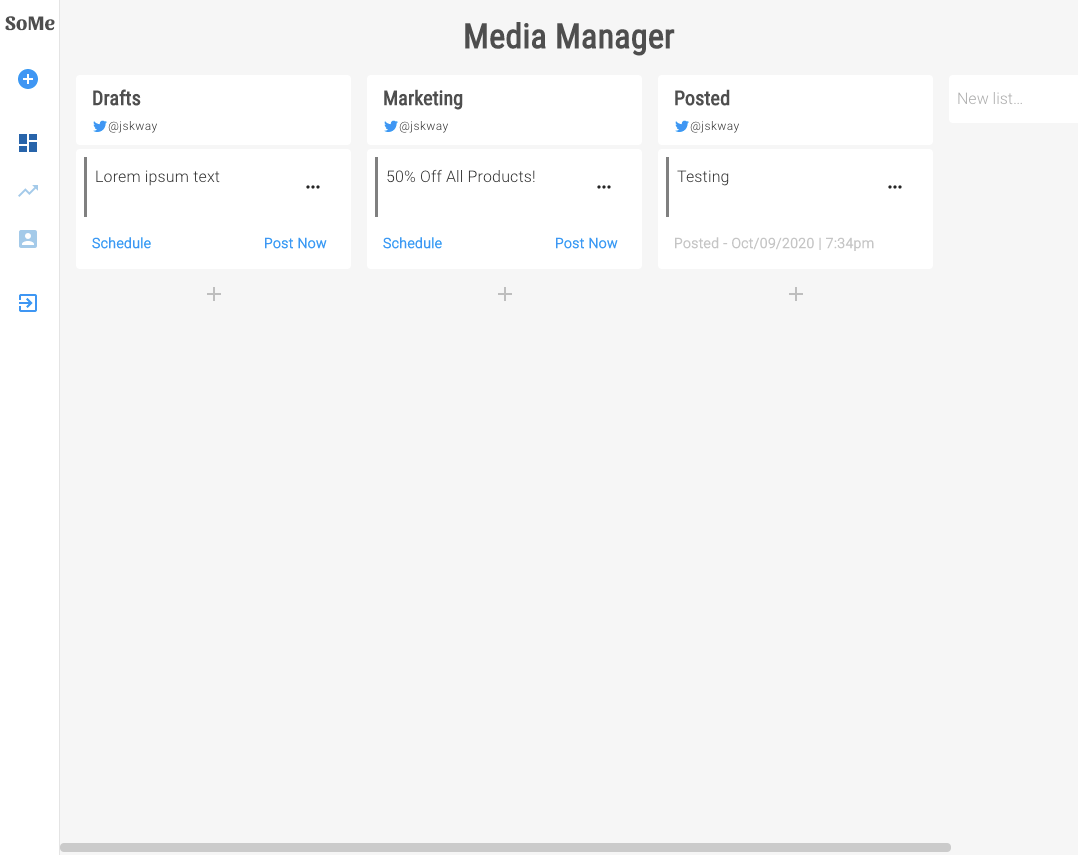 SoMe
Media Manager
Drafts
@jskway
Lorem ipsum text
Schedule
Post Now
Marketing
@jskway
50% Off All Products!
Schedule
Post Now
Posted
@jskway
Testing
Posted - Oct/09/2020 | 7:34pm
New list...